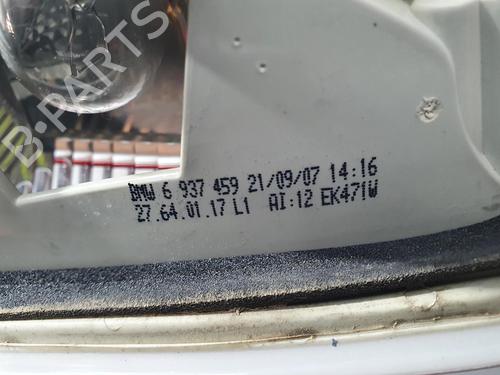 B-PARTS
BMW 6 937 459 21/09/07 14:16
27.64.01.17 L1 AI:12 EK471W